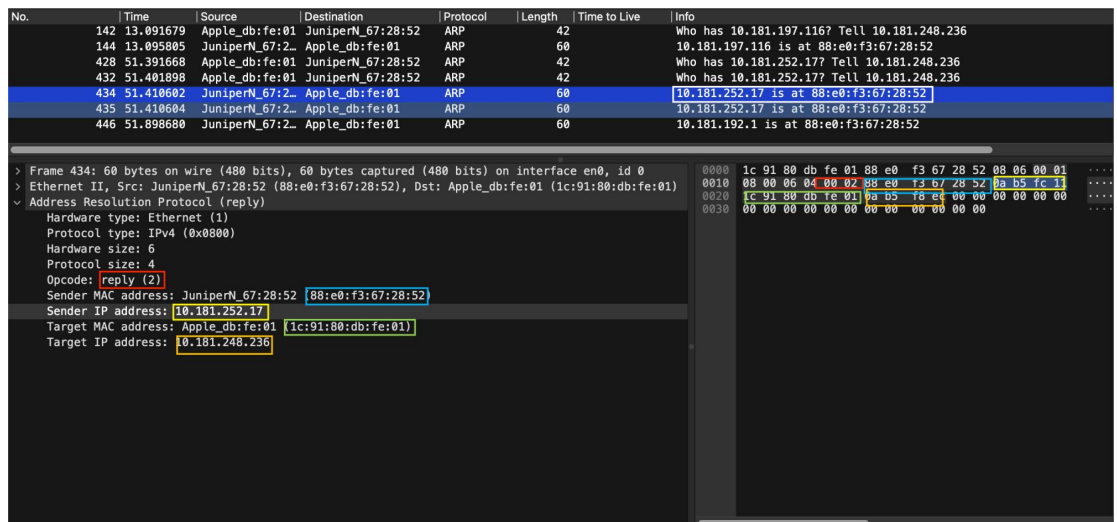 No. Time Source Destination Protocol Length Time to Live Info
142 13.091679 Apple_db:fe:01 JuniperN_67:28:52 ARP 42 Who has 10.181.197.116? Tell 10.181.248.236
144 13.095805 JuniperN_67:2… Apple_db:fe:01 ARP 60 10.181.197.116 is at 88:e0:f3:67:28:52
428 51.391668 Apple_db:fe:01 JuniperN_67:28:52 ARP 42 Who has 10.181.252.17? Tell 10.181.248.236
432 51.401898 Apple_db:fe:01 JuniperN_67:28:52 ARP 42 Who has 10.181.252.17? Tell 10.181.248.236
434 51.410602 JuniperN_67:2… Apple_db:fe:01 ARP 60 10.181.252.17 is at 88:e0:f3:67:28:52
435 51.410604 JuniperN_67:2… Apple_db:fe:01 ARP 60 10.181.252.17 is at 88:e0:f3:67:28:52
446 51.898680 JuniperN_67:2… Apple_db:fe:01 ARP 60 10.181.192.1 is at 88:e0:f3:67:28:52
> Frame 434: 60 bytes on wire (480 bits), 60 bytes captured (480 bits) on interface en0, id 0
> Ethernet II, Src: JuniperN_67:28:52 (88:e0:f3:67:28:52), Dst: Apple_db:fe:01 (1c:91:80:db:fe:01)
Address Resolution Protocol (reply)
Hardware type: Ethernet (1)
Protocol type: IPv4 (0x0800)
Hardware size: 6
Protocol size: 4
Opcode: reply (2)
Sender MAC address: JuniperN_67:28:52 (88:e0:f3:67:28:52)
Sender IP address: 10.181.252.17
Target MAC address: Apple_db:fe:01 (1c:91:80:db:fe:01)
Target IP address: 10.181.248.236
0000 1c 91 80 db fe 01 88 e0 f3 67 28 52 08 06 00 01 ....
0010 08 00 06 04 00 02 88 e0 f3 67 28 52 0a b5 fc 11 ....
0020 1c 91 80 db fe 01 0a b5 f8 ec 00 00 00 00 00 00 ....
0030 00 00 00 00 00 00 00 00 00 00 00 00 ....